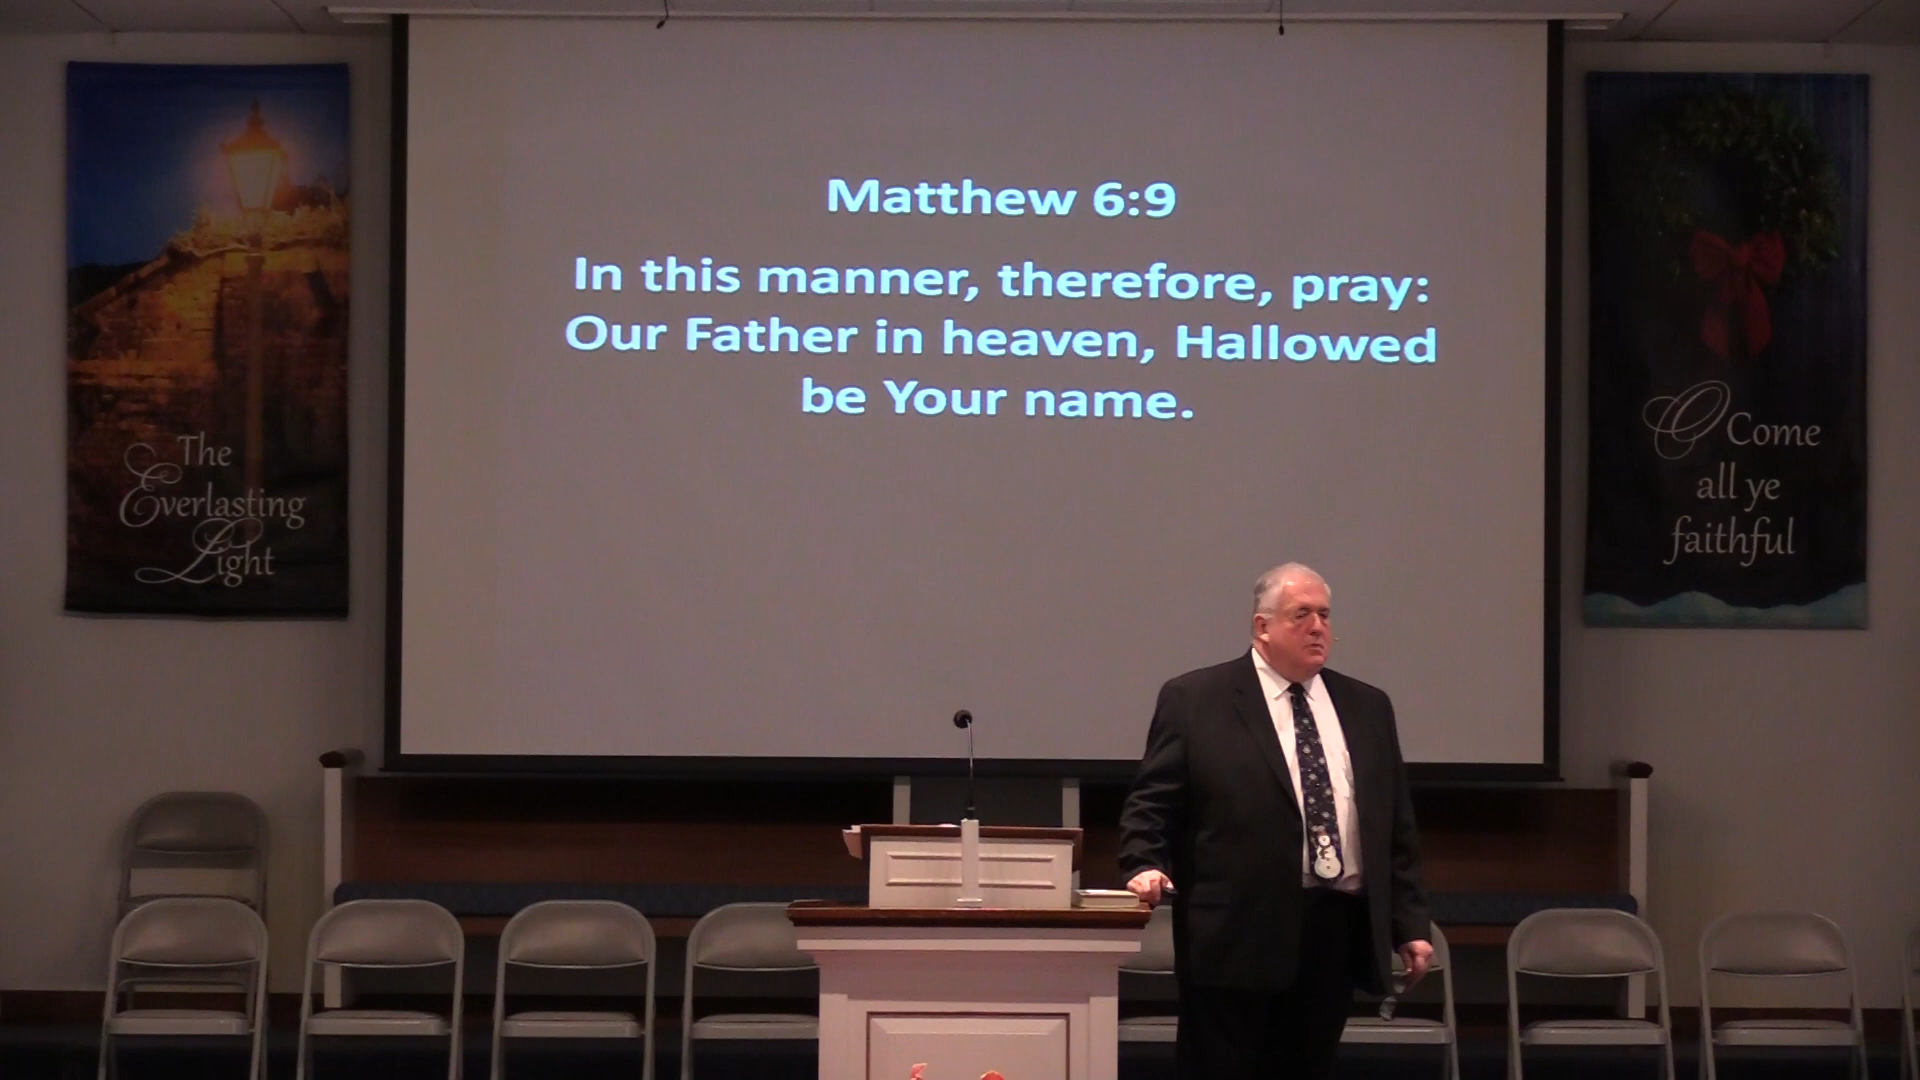 Matthew 6:9
In this manner, therefore, pray:
Our Father in heaven, Hallowed
be Your name.
The
Everlasting
Light
O Come
all ye
faithful